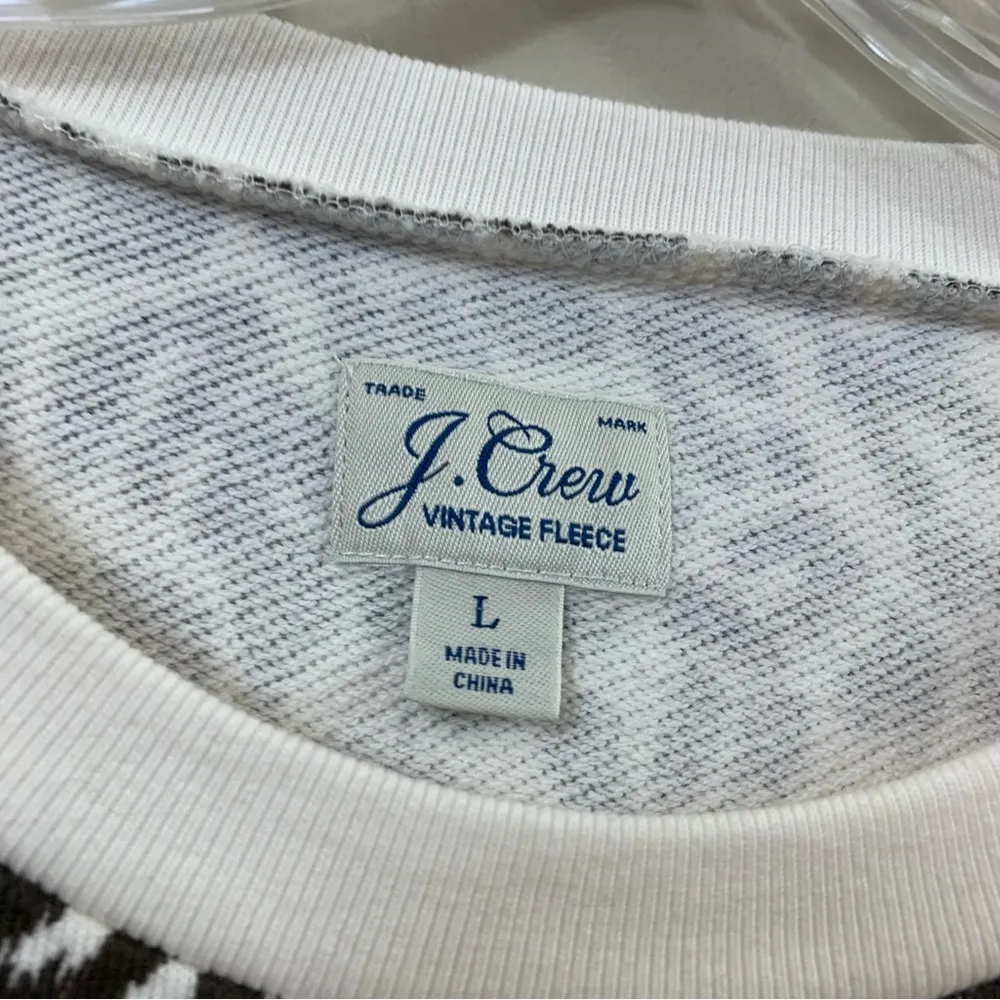 TRADE MARK
J.Crew
VINTAGE FLEECE
L
MADE IN
CHINA